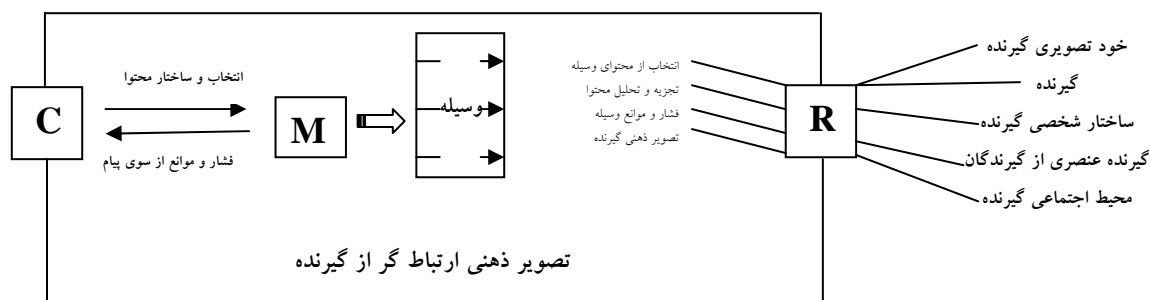 C
انتخاب و ساختار محتوا
فشار و موانع از سوی پیام
M
وسیله
انتخاب از محتوای وسیله
تجزیه و تحلیل محتوا
فشار و موانع وسیله
تصویر ذهنی گیرنده
R
خود تصویری گیرنده
گیرنده
ساختار شخصی گیرنده
گیرنده عنصری از گیرندگان
محیط اجتماعی گیرنده
تصویر ذهنی ارتباط گر از گیرنده